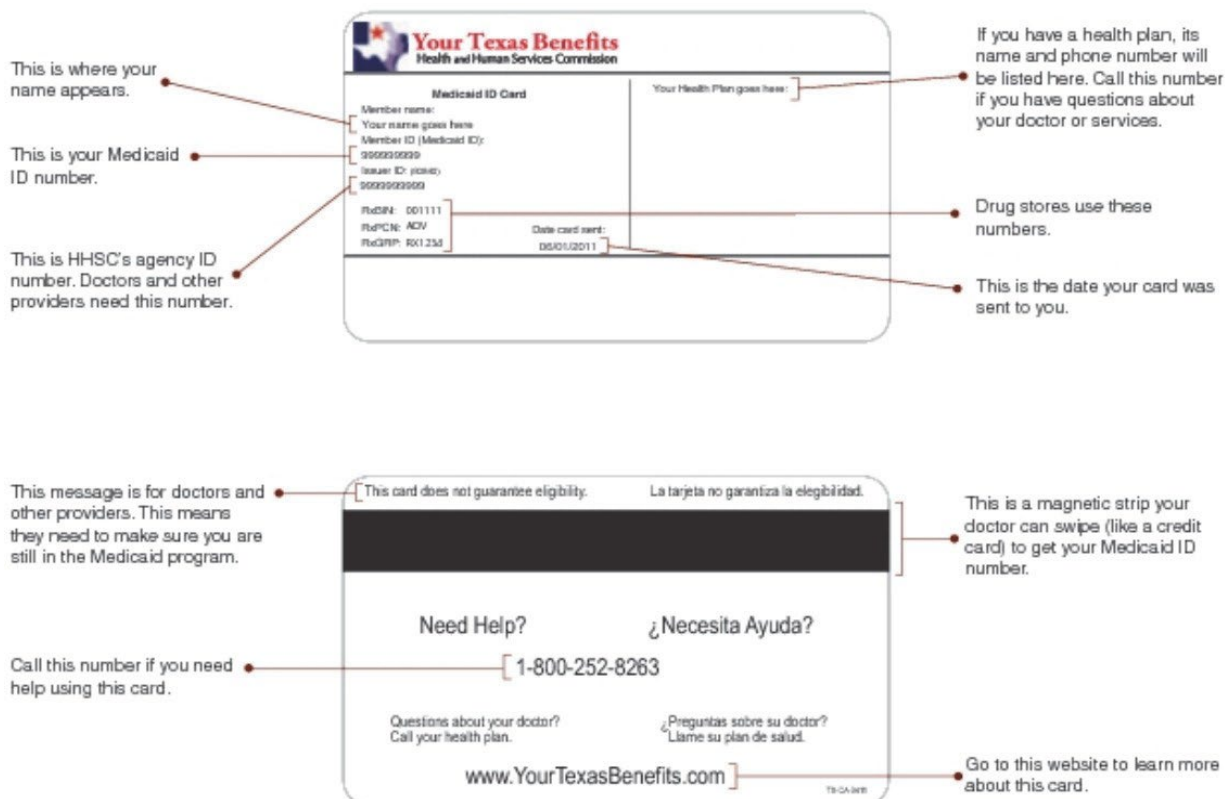 Your Texas Benefits
Health and Human Services Commission
This is where your
name appears.
This is your Medicaid
ID number.
This is HHSC's agency ID
number. Doctors and other
providers need this number.
Medicaid ID Card
Member name:
Your name goes here
Member ID (Medicaid ID):
999999999
Issuer ID:
9999999999
RxBIN: 001111
RxPCN: ADV
RxGRP: RX1234
Date card sent:
06/01/2011
Your Health Plan goes here:
If you have a health plan, its
name and phone number will
be listed here. Call this number
if you have questions about
your doctor or services.
Drug stores use these
numbers.
This is the date your card was
sent to you.
This message is for doctors and
other providers. This means
they need to make sure you are
still in the Medicaid program.
This card does not guarantee eligibility. La tarjeta no garantiza la elegibilidad.
This is a magnetic strip your
doctor can swipe (like a credit
card) to get your Medicaid ID
number.
Need Help? ¿Necesita Ayuda?
Call this number if you need
help using this card.
1-800-252-8263
Questions about your doctor?
Call your health plan.
¿Preguntas sobre su doctor?
Llame su plan de salud.
www.YourTexasBenefits.com
Go to this website to learn more
about this card.